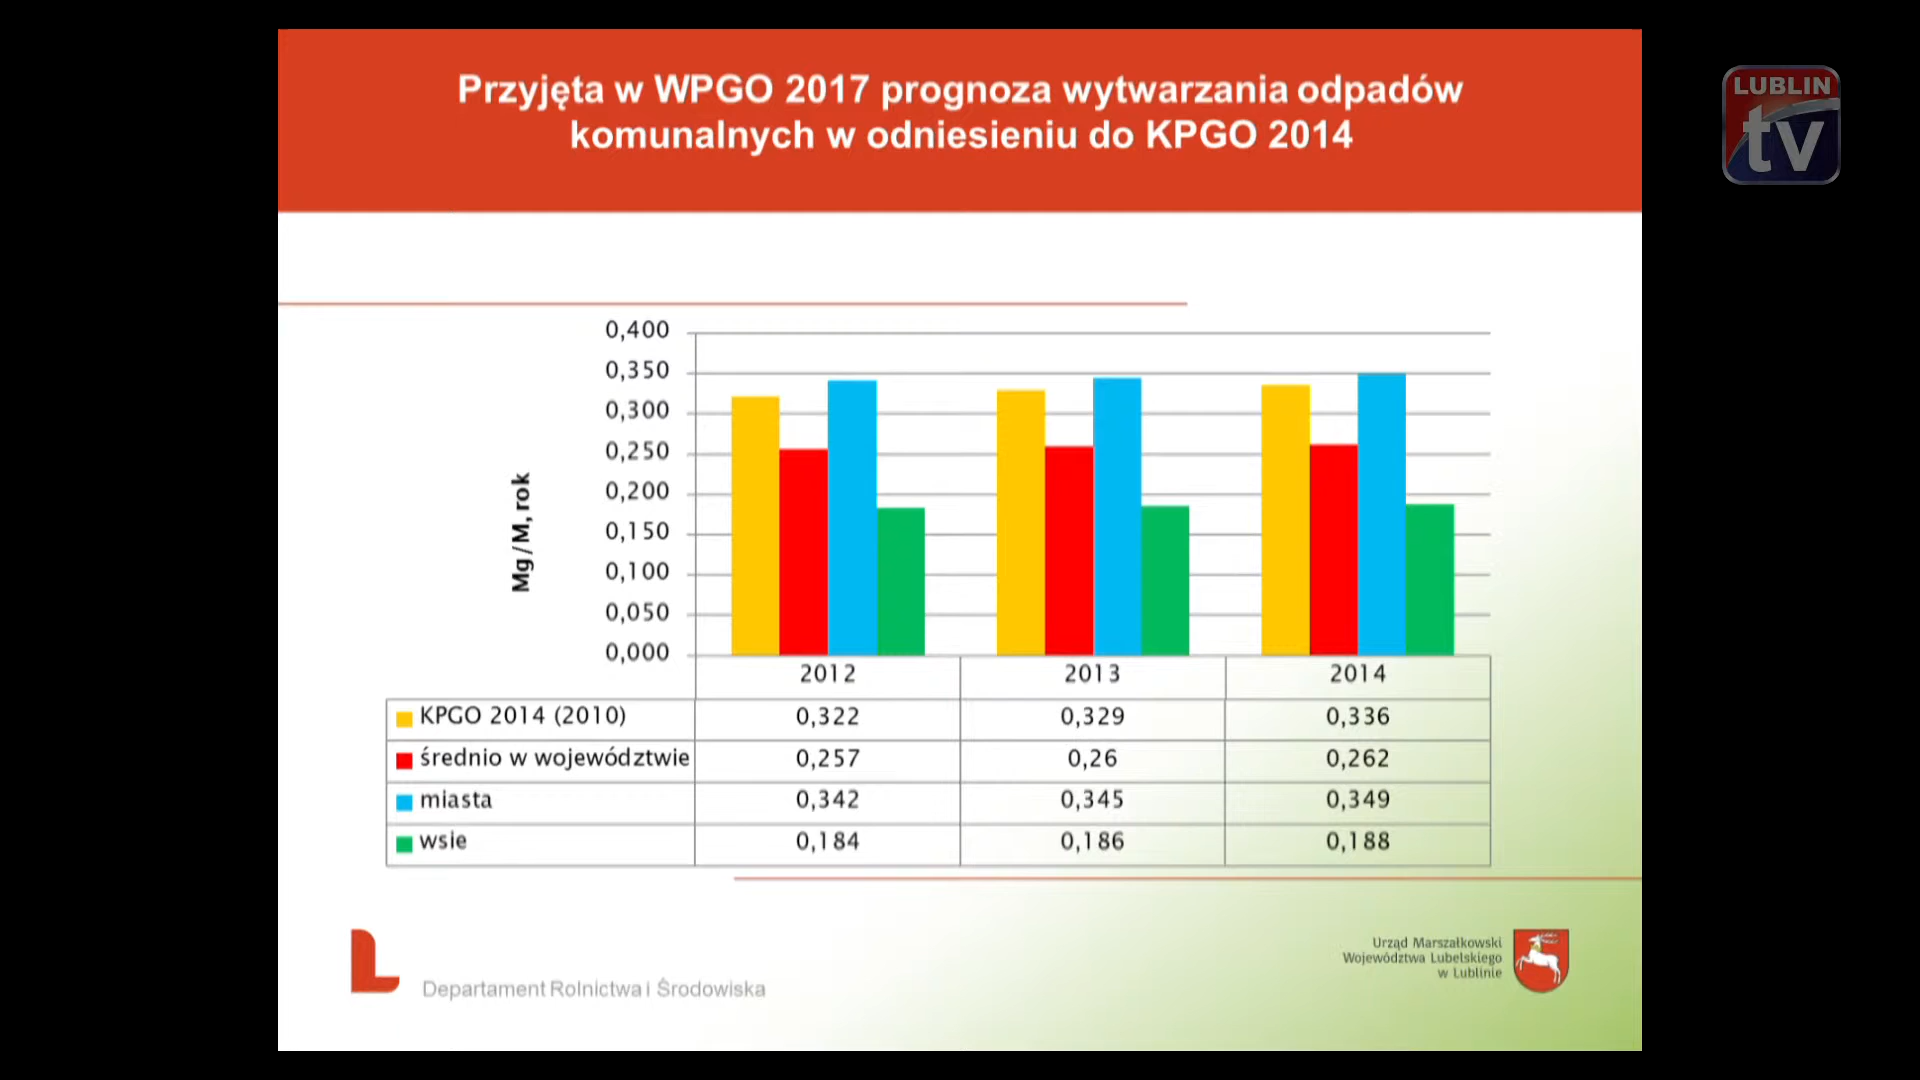 Przyjęta w WPGO 2017 prognoza wytwarzania odpadów
komunalnych w odniesieniu do KPGO 2014
LUBLIN
tv
0,400
0,350
0,300
0,250
0,200
0,150
0,100
0,050
0,000
Mg/M, rok
2012 2013 2014
KPGO 2014 (2010) 0,322 0,329 0,336
średnio w województwie 0,257 0,26 0,262
miasta 0,342 0,345 0,349
wsie 0,184 0,186 0,188
Departament Rolnictwa i Środowiska
Urząd Marszałkowski
Województwa Lubelskiego
w Lublinie